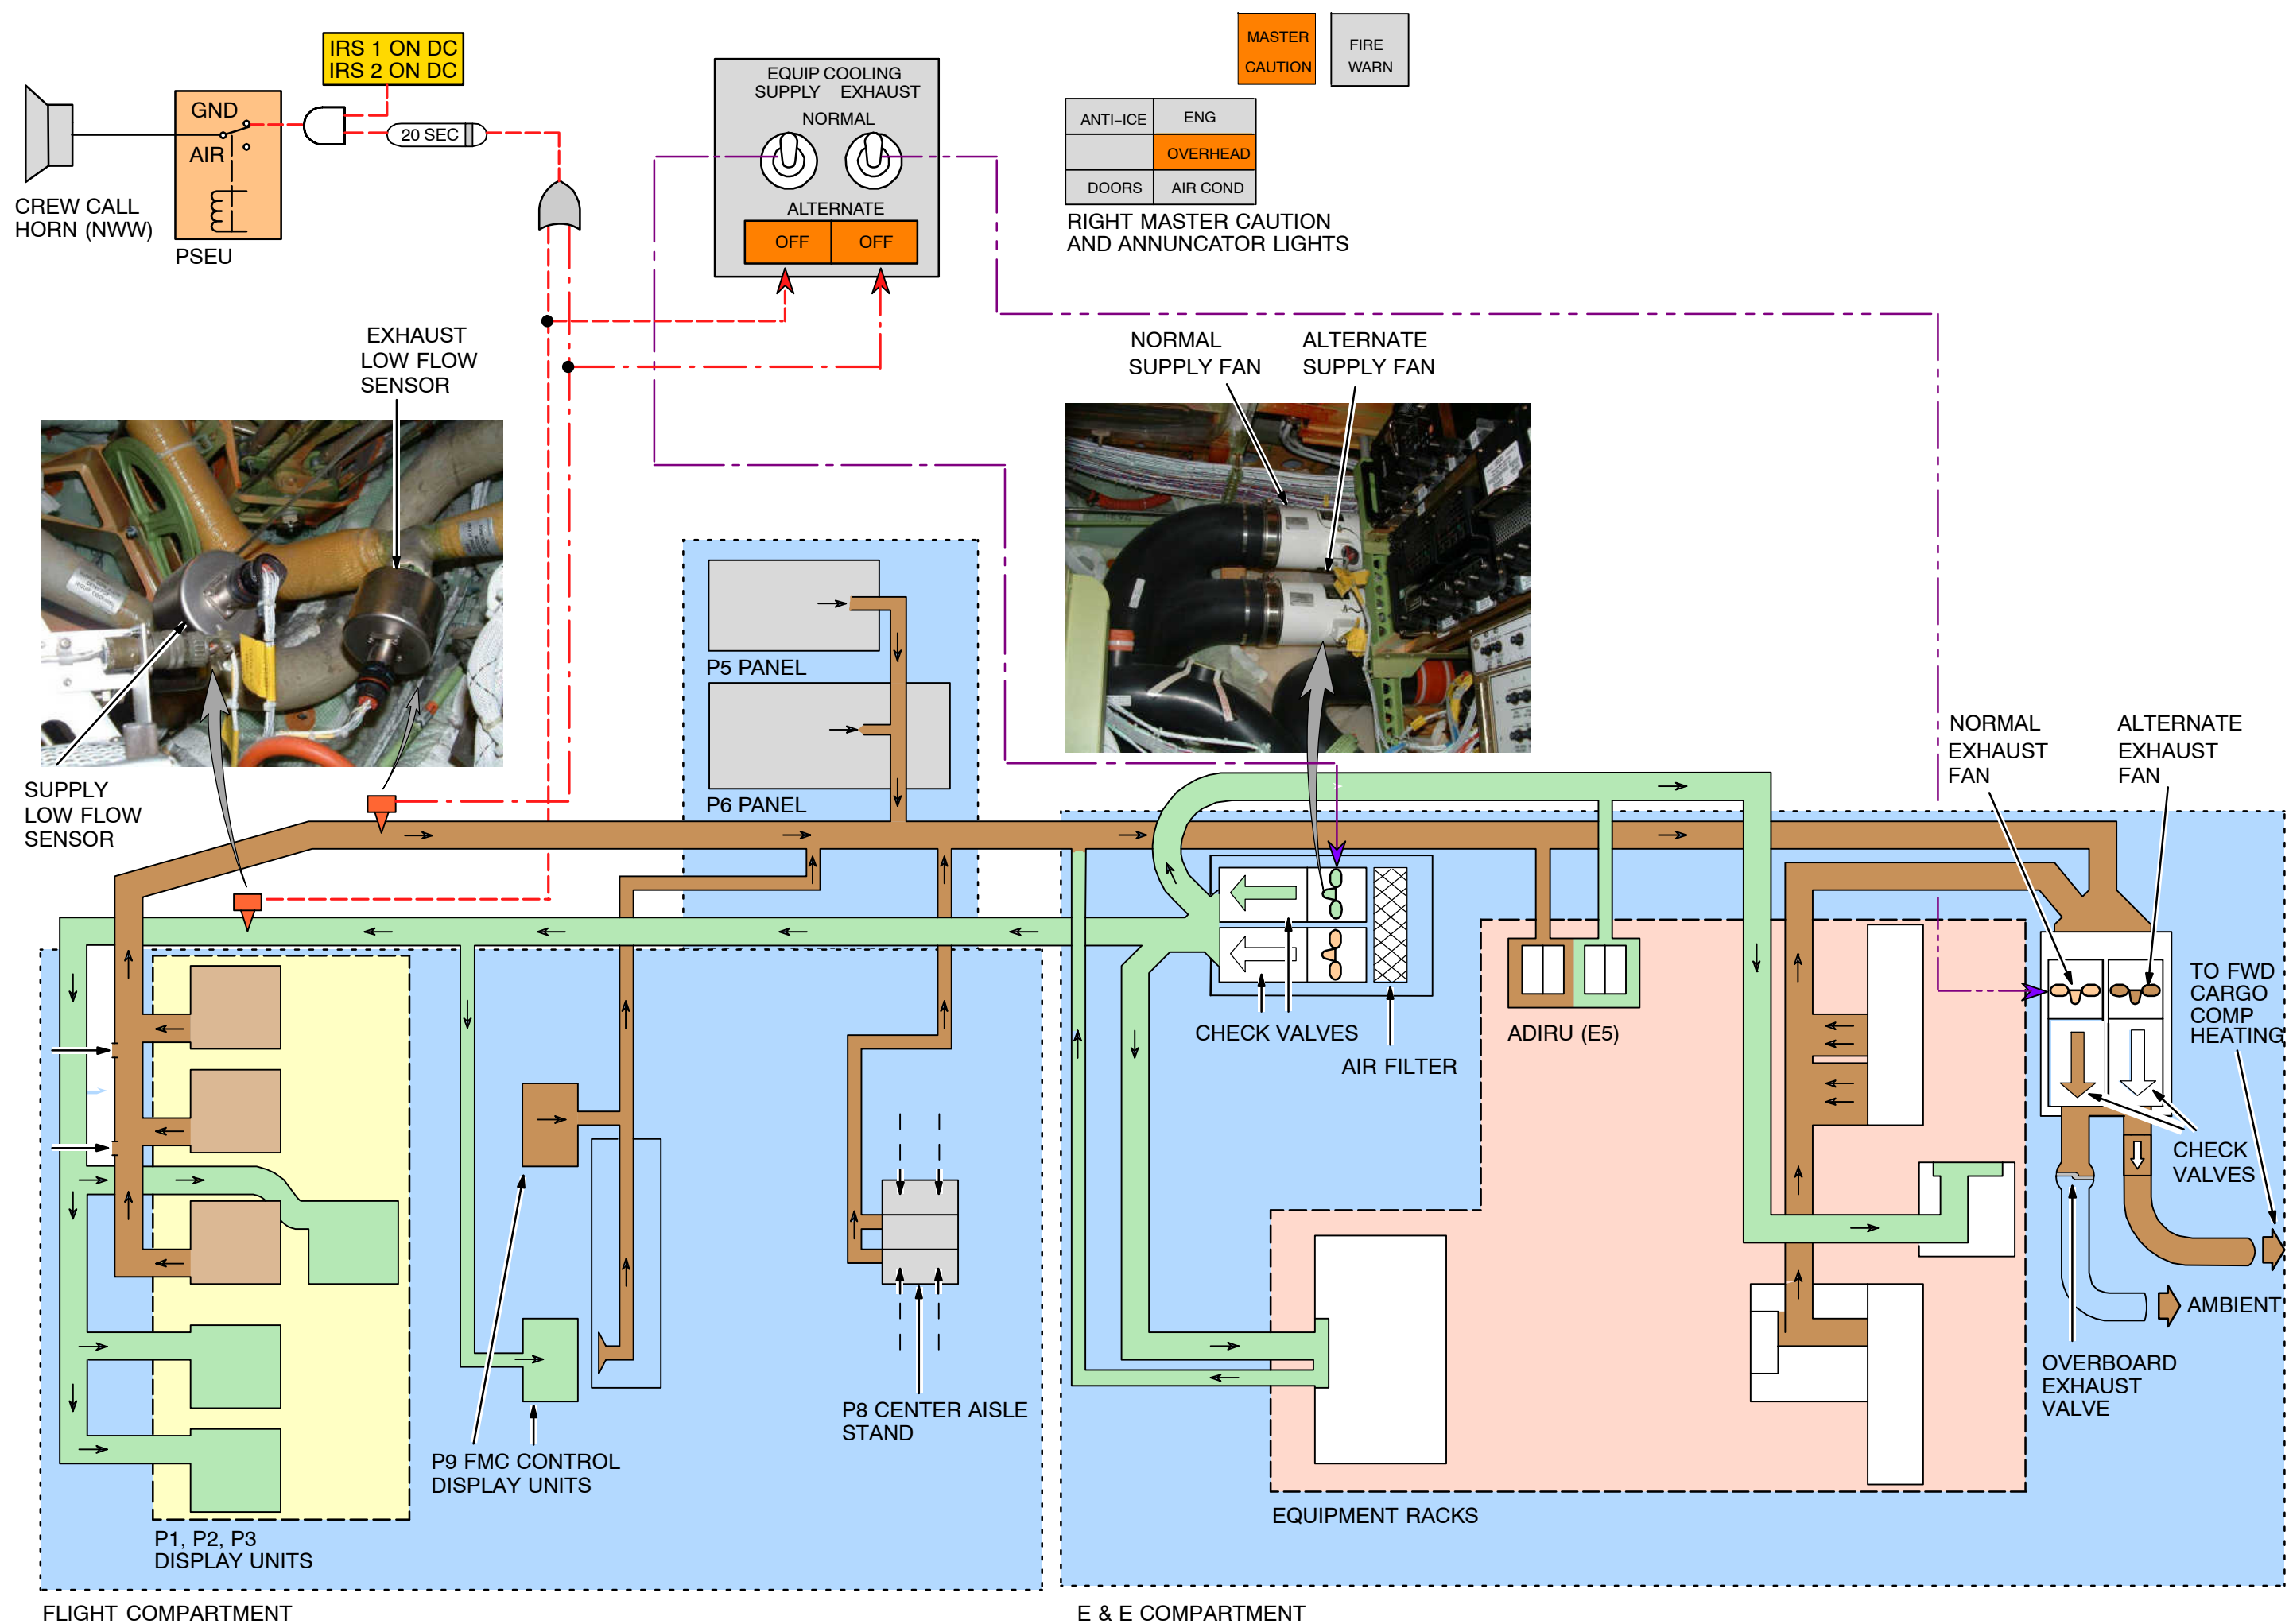 IRS 1 ON DC
IRS 2 ON DC
GND
AIR
20 SEC
CREW CALL
HORN (NWW)
PSEU
EQUIP COOLING
SUPPLY EXHAUST
NORMAL
ALTERNATE
OFF OFF
MASTER
CAUTION
FIRE
WARN
ANTI-ICE ENG
OVERHEAD
DOORS AIR COND
RIGHT MASTER CAUTION
AND ANNUNCATOR LIGHTS
EXHAUST
LOW FLOW
SENSOR
NORMAL
SUPPLY FAN
ALTERNATE
SUPPLY FAN
SUPPLY
LOW FLOW
SENSOR
P5 PANEL
P6 PANEL
NORMAL
EXHAUST
FAN
ALTERNATE
EXHAUST
FAN
CHECK VALVES
AIR FILTER
ADIRU (E5)
TO FWD
CARGO
COMP
HEATING
CHECK
VALVES
AMBIENT
OVERBOARD
EXHAUST
VALVE
P8 CENTER AISLE
STAND
P9 FMC CONTROL
DISPLAY UNITS
EQUIPMENT RACKS
P1, P2, P3
DISPLAY UNITS
FLIGHT COMPARTMENT
E & E COMPARTMENT